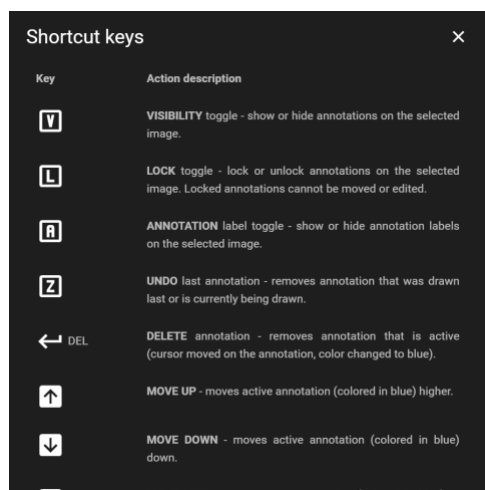 Shortcut keys
Key Action description
V VISIBILITY toggle - show or hide annotations on the selected
image.
L LOCK toggle - lock or unlock annotations on the selected
image. Locked annotations cannot be moved or edited.
A ANNOTATION label toggle - show or hide annotation labels
on the selected image.
Z UNDO last annotation - removes annotation that was drawn
last or is currently being drawn.
DEL DELETE annotation - removes annotation that is active
(cursor moved on the annotation, color changed to blue).
MOVE UP - moves active annotation (colored in blue) higher.
MOVE DOWN - moves active annotation (colored in blue)
down.